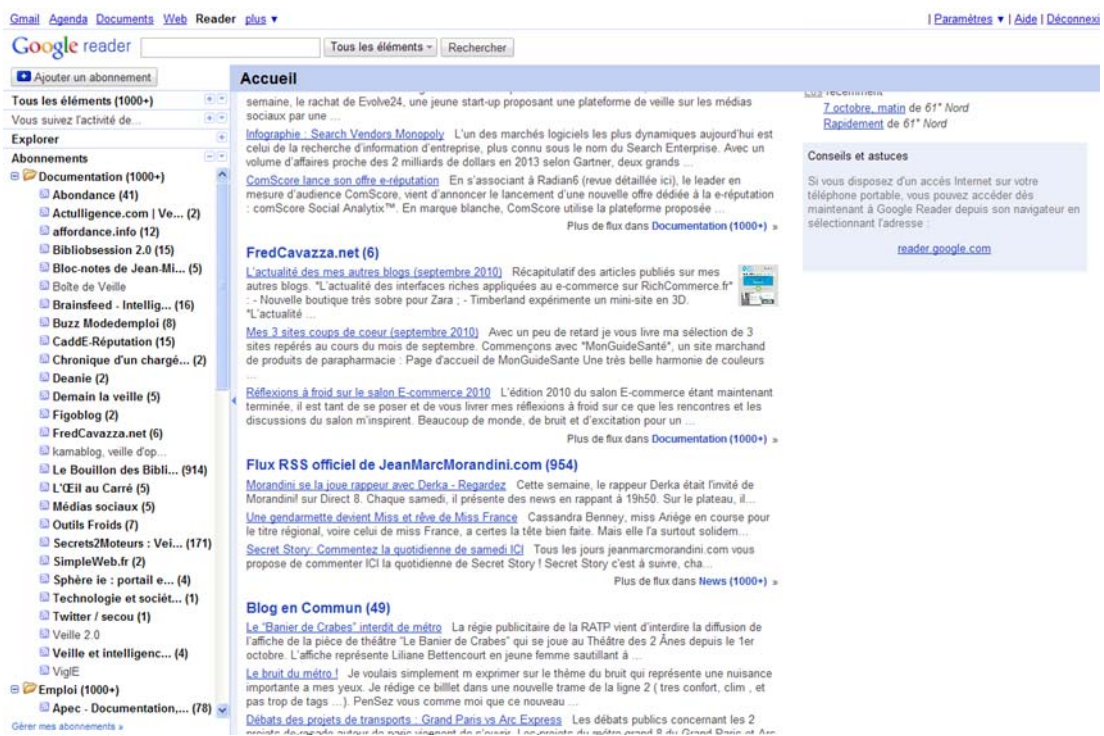 Gmail Agenda Documents Web Reader plus ▼
| Paramètres ▼ | Aide | Déconnexi
Google reader
Tous les éléments
Rechercher
Ajouter un abonnement
Tous les éléments (1000+)
Vous suivez l'activité de...
Explorer
Abonnements
Documentation (1000+)
Abondance (41)
Actulligence.com | Ve... (2)
affordance.info (12)
Bibliobsession 2.0 (15)
Bloc-notes de Jean-Mi... (5)
Boîte de Veille
Brainsfeed - Intellig... (16)
Buzz Modedemploi (8)
CaddE-Réputation (15)
Chronique d'un chargé... (2)
Deanie (2)
Demain la veille (5)
Figoblog (2)
FredCavazza.net (6)
kamablog, veille d'op...
Le Bouillon des Bibli... (914)
L'Œil au Carré (5)
Médias sociaux (5)
Outils Froids (7)
Secrets2Moteurs : Vei... (171)
SimpleWeb.fr (2)
Sphère ie : portail e... (4)
Technologie et sociét... (1)
Twitter / secou (1)
Veille 2.0
Veille et intelligenc... (4)
ViglE
Emploi (1000+)
Apec - Documentation,... (78)
Gérer mes abonnements »
Accueil
semaine, le rachat de Evolve24, une jeune start-up proposant une plateforme de veille sur les médias
sociaux par une ...
Infographie : Search Vendors Monopoly L'un des marchés logiciels les plus dynamiques aujourd'hui est
celui de la recherche d'information d'entreprise, plus connu sous le nom du Search Enterprise. Avec un
volume d'affaires proche des 2 milliards de dollars en 2013 selon Gartner, deux grands ...
ComScore lance son offre e-réputation En s'associant à Radian6 (revue détaillée ici), le leader en
mesure d'audience ComScore, vient d'annoncer le lancement d'une nouvelle offre dédiée à la e-réputation
: comScore Social Analytix™. En marque blanche, ComScore utilise la plateforme proposée ...
Plus de flux dans Documentation (1000+) »
FredCavazza.net (6)
L'actualité des mes autres blogs (septembre 2010) Récapitulatif des articles publiés sur mes
autres blogs. "L'actualité des interfaces riches appliquées au e-commerce sur RichCommerce.fr"
: - Nouvelle boutique très sobre pour Zara ; - Timberland expérimente un mini-site en 3D.
"L'actualité ...
Mes 3 sites coups de coeur (septembre 2010) Avec un peu de retard je vous livre ma sélection de 3
sites repérés au cours du mois de septembre. Commençons avec "MonGuideSanté", un site marchand
de produits de parapharmacie : Page d'accueil de MonGuideSante Une très belle harmonie de couleurs
...
Réflexions à froid sur le salon E-commerce 2010 L'édition 2010 du salon E-commerce étant maintenant
terminée, il est tant de se poser et de vous livrer mes réflexions à froid sur ce que les rencontres et les
discussions du salon m'inspirent. Beaucoup de monde, de bruit et d'excitation pour un ...
Plus de flux dans Documentation (1000+) »
Flux RSS officiel de JeanMarcMorandini.com (954)
Morandini se la joue rappeur avec Derka - Regardez Cette semaine, le rappeur Derka était l'invité de
Morandini! sur Direct 8. Chaque samedi, il présente des news en rappant à 19h50. Sur le plateau, il...
Une gendarmette devient Miss et rêve de Miss France Cassandra Benney, miss Ariège en course pour
le titre régional, voire celui de miss France, a certes la tête bien faite. Mais elle l'a surtout solidem...
Secret Story: Commentez la quotidienne de samedi ICI Tous les jours jeanmarcmorandini.com vous
propose de commenter ICI la quotidienne de Secret Story ! Secret Story c'est à suivre, cha...
Plus de flux dans News (1000+) »
Blog en Commun (49)
Le "Banier de Crabes" interdit de métro La régie publicitaire de la RATP vient d'interdire la diffusion de
l'affiche de la pièce de théâtre "Le Banier de Crabes" qui se joue au Théâtre des 2 Ânes depuis le 1er
octobre. L'affiche représente Liliane Bettencourt en jeune femme sautillant à ...
Le bruit du métro ! Je voulais simplement m exprimer sur le thème du bruit qui représente une nuisance
importante a mes yeux. Je rédige ce billlet dans une nouvelle trame de la ligne 2 ( tres confort, clim , et
pas trop de tags ...). PenSez vous comme moi que ce nouveau ...
Débats des projets de transports : Grand Paris vs Arc Express Les débats publics concernant les 2
Lus récemment
7 octobre, matin de 61° Nord
Rapidement de 61° Nord
Conseils et astuces
Si vous disposez d'un accès Internet sur votre
téléphone portable, vous pouvez accéder dès
maintenant à Google Reader depuis son navigateur en
sélectionnant l'adresse :
reader.google.com